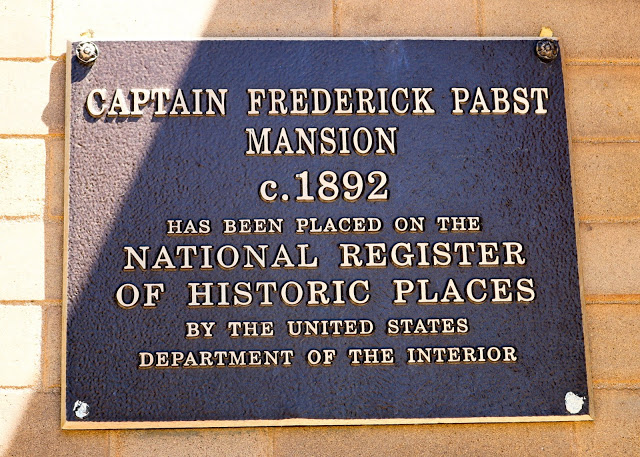 CAPTAIN FREDERICK PABST
MANSION
c.1892
HAS BEEN PLACED ON THE
NATIONAL REGISTER
OF HISTORIC PLACES
BY THE UNITED STATES
DEPARTMENT OF THE INTERIOR